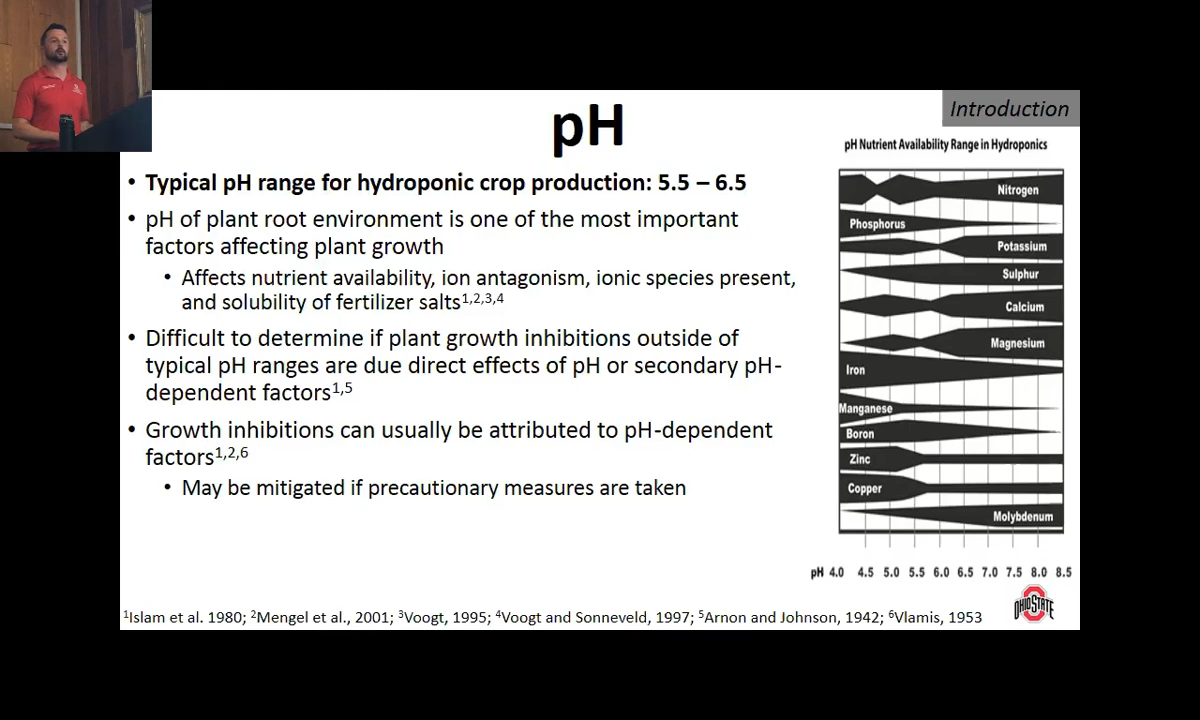 Introduction
pH
• Typical pH range for hydroponic crop production: 5.5 – 6.5
• pH of plant root environment is one of the most important
factors affecting plant growth
• Affects nutrient availability, ion antagonism, ionic species present,
and solubility of fertilizer salts1,2,3,4
• Difficult to determine if plant growth inhibitions outside of
typical pH ranges are due direct effects of pH or secondary pH-
dependent factors1,5
• Growth inhibitions can usually be attributed to pH-dependent
factors1,2,6
• May be mitigated if precautionary measures are taken
pH Nutrient Availability Range in Hydroponics
Nitrogen
Phosphorus
Potassium
Sulphur
Calcium
Magnesium
Iron
Manganese
Boron
Zinc
Copper
Molybdenum
pH 4.0 4.5 5.0 5.5 6.0 6.5 7.0 7.5 8.0 8.5
OHIO STATE
1Islam et al. 1980; 2Mengel et al., 2001; 3Voogt, 1995; 4Voogt and Sonneveld, 1997; 5Arnon and Johnson, 1942; 6Vlamis, 1953